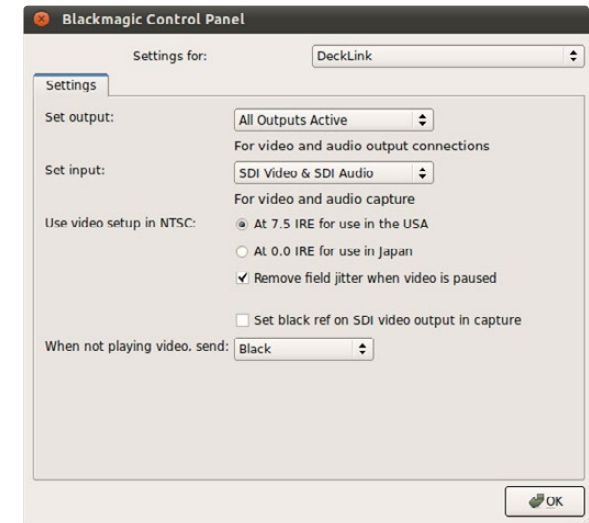 Blackmagic Control Panel
Settings for: DeckLink
Settings
Set output: All Outputs Active
For video and audio output connections
Set input: SDI Video & SDI Audio
For video and audio capture
Use video setup in NTSC: At 7.5 IRE for use in the USA
At 0.0 IRE for use in Japan
Remove field jitter when video is paused
Set black ref on SDI video output in capture
When not playing video, send: Black
OK